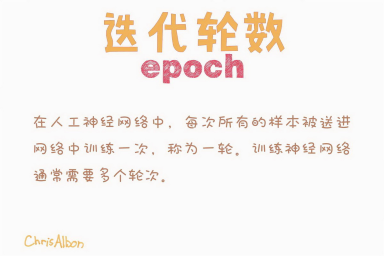 迭代轮数
epoch
在人工神经网络中，每次所有的样本被送进
网络中训练一次，称为一轮。训练神经网络
通常需要多个轮次。
ChrisAlbon